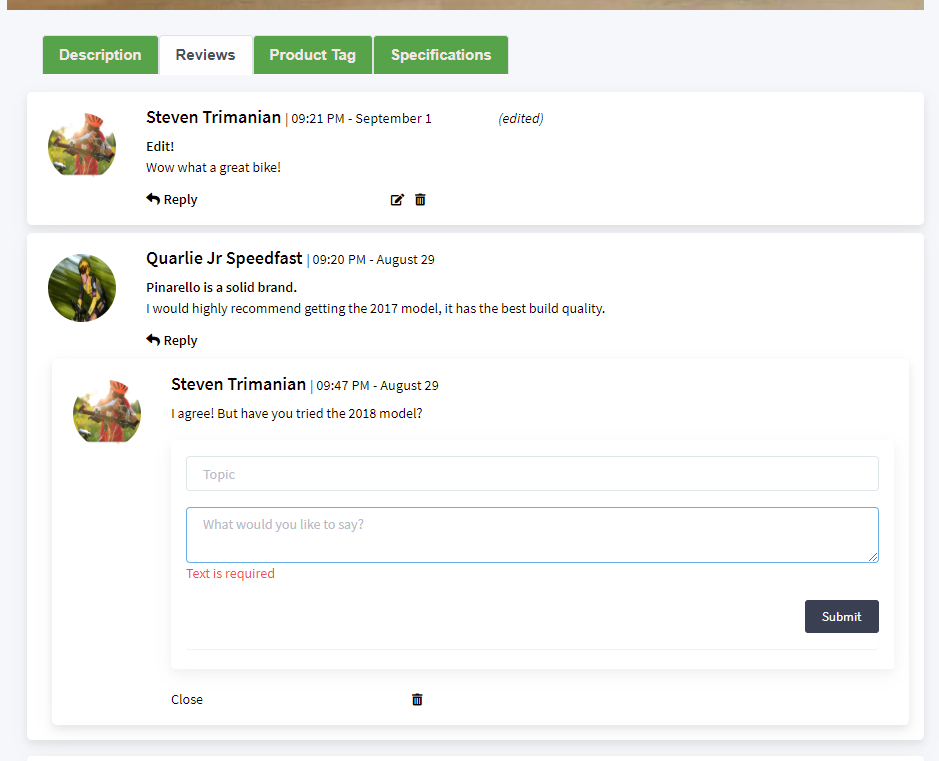 Description Reviews Product Tag Specifications
Steven Trimanian | 09:21 PM - September 1 (edited)
Edit!
Wow what a great bike!
Reply
Quarlie Jr Speedfast | 09:20 PM - August 29
Pinarello is a solid brand.
I would highly recommend getting the 2017 model, it has the best build quality.
Reply
Steven Trimanian | 09:47 PM - August 29
I agree! But have you tried the 2018 model?
Topic
What would you like to say?
Text is required
Submit
Close